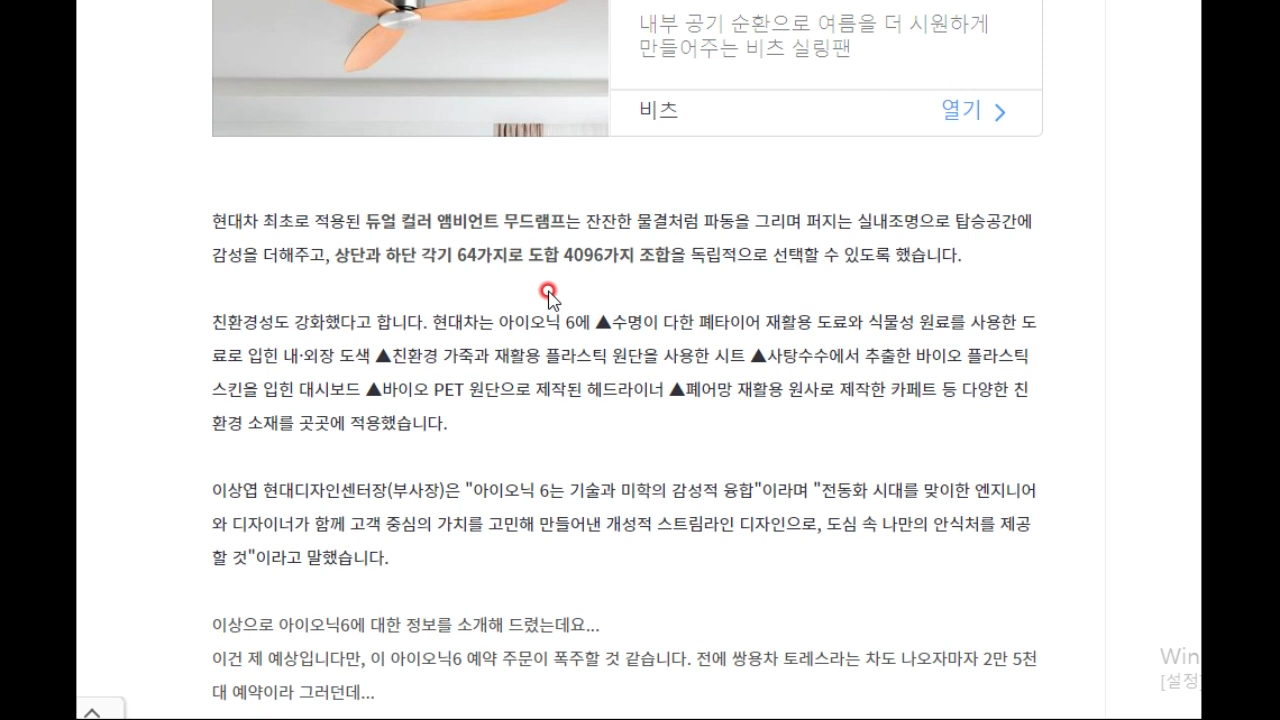 내부 공기 순환으로 여름을 더 시원하게
만들어주는 비츠 실링팬
비츠
열기
현대차 최초로 적용된 듀얼 컬러 앰비언트 무드램프는 잔잔한 물결처럼 파동을 그리며 퍼지는 실내조명으로 탑승공간에
감성을 더해주고, 상단과 하단 각기 64가지로 도합 4096가지 조합을 독립적으로 선택할 수 있도록 했습니다.
친환경성도 강화했다고 합니다. 현대차는 아이오닉 6에 ▲수명이 다한 폐타이어 재활용 도료와 식물성 원료를 사용한 도
료로 입힌 내·외장 도색 ▲친환경 가죽과 재활용 플라스틱 원단을 사용한 시트 ▲사탕수수에서 추출한 바이오 플라스틱
스킨을 입힌 대시보드 ▲바이오 PET 원단으로 제작된 헤드라이너 ▲폐어망 재활용 원사로 제작한 카페트 등 다양한 친
환경 소재를 곳곳에 적용했습니다.
이상엽 현대디자인센터장(부사장)은 "아이오닉 6는 기술과 미학의 감성적 융합"이라며 "전동화 시대를 맞이한 엔지니어
와 디자이너가 함께 고객 중심의 가치를 고민해 만들어낸 개성적 스트림라인 디자인으로, 도심 속 나만의 안식처를 제공
할 것"이라고 말했습니다.
이상으로 아이오닉6에 대한 정보를 소개해 드렸는데요...
이건 제 예상입니다만, 이 아이오닉6 예약 주문이 폭주할 것 같습니다. 전에 쌍용차 토레스라는 차도 나오자마자 2만 5천
대 예약이라 그러던데...
Win
[설정